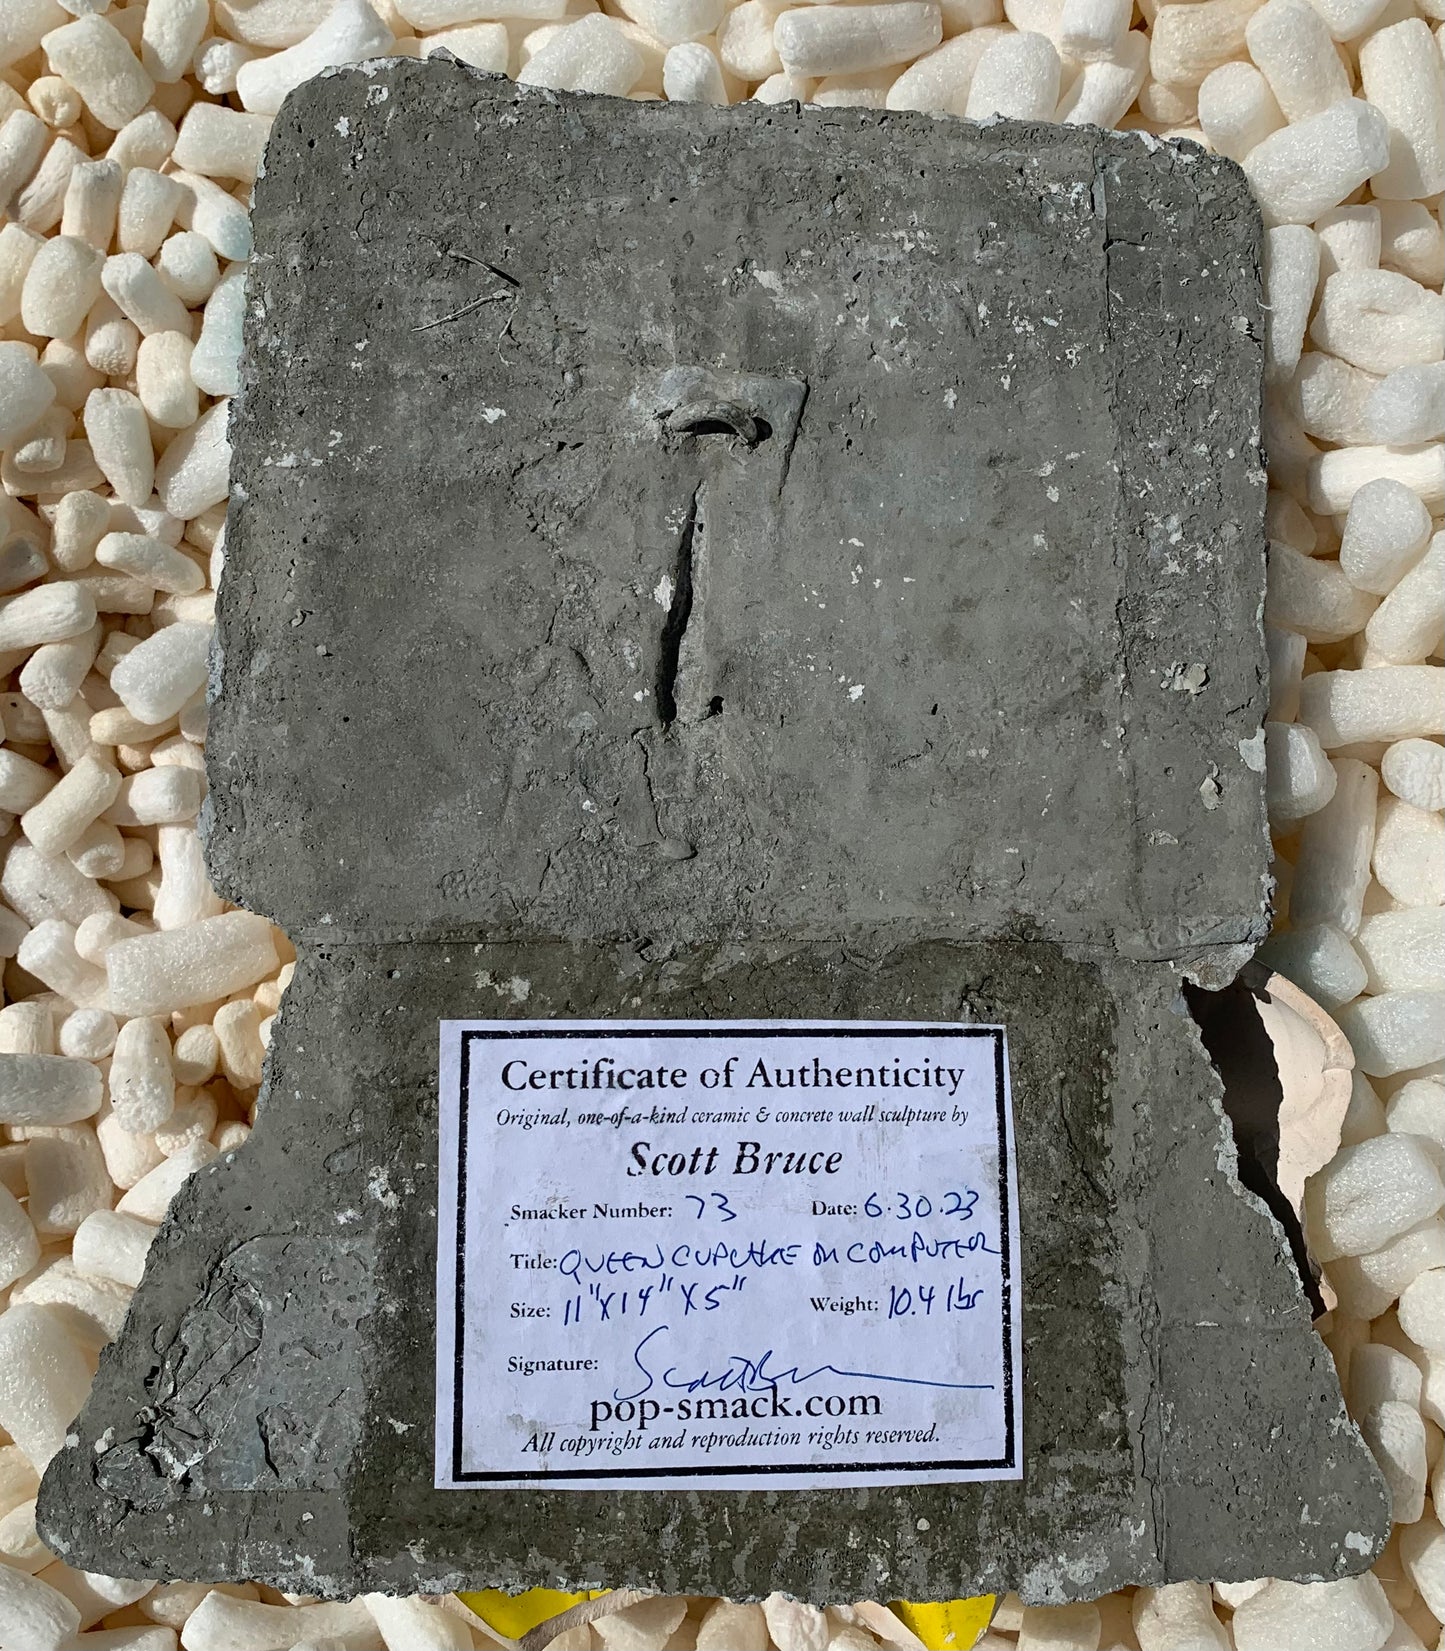 Certificate of Authenticity
Original, one-of-a-kind ceramic & concrete wall sculpture by
Scott Bruce
Smacker Number: 73 Date: 6.30.23
Title: QUEEN CUPCAKE ON COMPUTER
Size: 11"X14"X5" Weight: 10.4 lbs
Signature: Scott Bruce
pop-smack.com
All copyright and reproduction rights reserved.